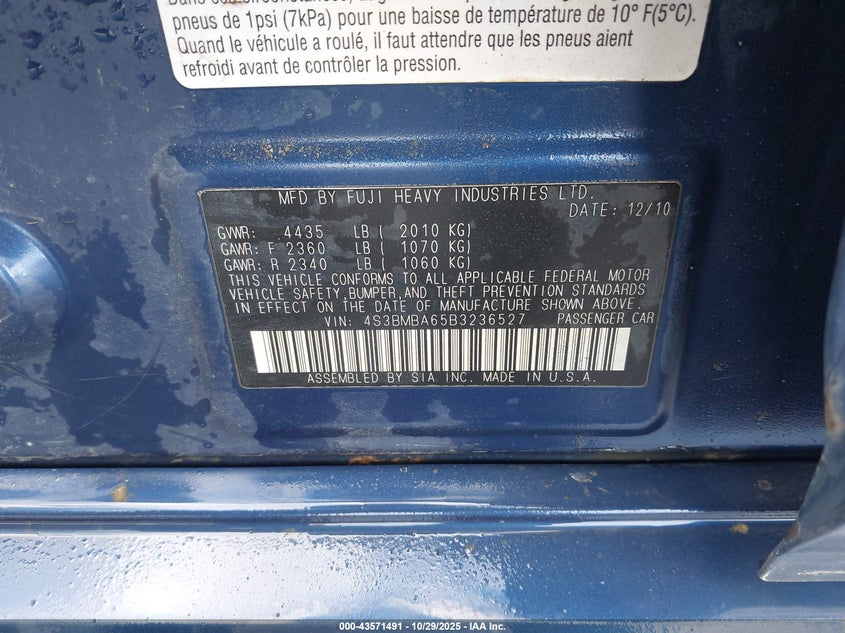 pneus de 1psi (7kPa) pour une baisse de température de 10° F(5°C).
Quand le véhicule a roulé, il faut attendre que les pneus aient
refroidi avant de contrôler la pression.
MFD BY FUJI HEAVY INDUSTRIES LTD.
DATE: 12/10
GVWR: 4435 LB ( 2010 KG)
GAWR: F 2360 LB ( 1070 KG)
GAWR: R 2340 LB ( 1060 KG)
THIS VEHICLE CONFORMS TO ALL APPLICABLE FEDERAL MOTOR
VEHICLE SAFETY,BUMPER,AND THEFT PREVENTION STANDARDS
IN EFFECT ON THE DATE OF MANUFACTURE SHOWN ABOVE.
VIN: 4S3BMBA65B3236527 PASSENGER CAR
ASSEMBLED BY SIA INC. MADE IN U.S.A.
000-43571491 - 10/29/2025 - IAA Inc.